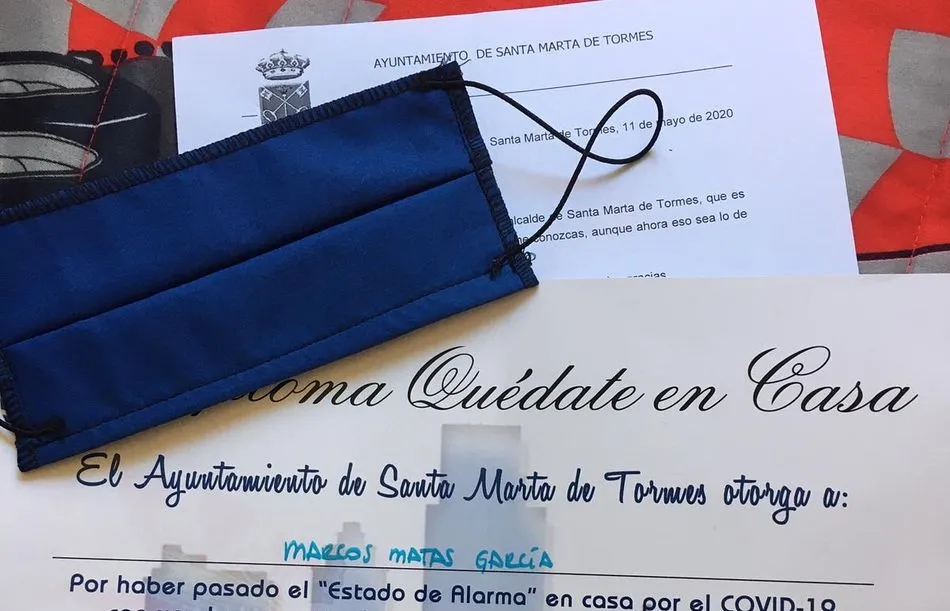 AYUNTAMIENTO DE SANTA MARTA DE TORMES
Santa Marta de Tormes, 11 de mayo de 2020
de Santa Marta de Tormes, que es
conozcas, aunque ahora eso sea lo de
Quédate en Casa
El Ayuntamiento de Santa Marta de Tormes otorga a:
MARCOS MATAS GARCÍA
Por haber pasado el "Estado de Alarma" en casa por el COVID-19